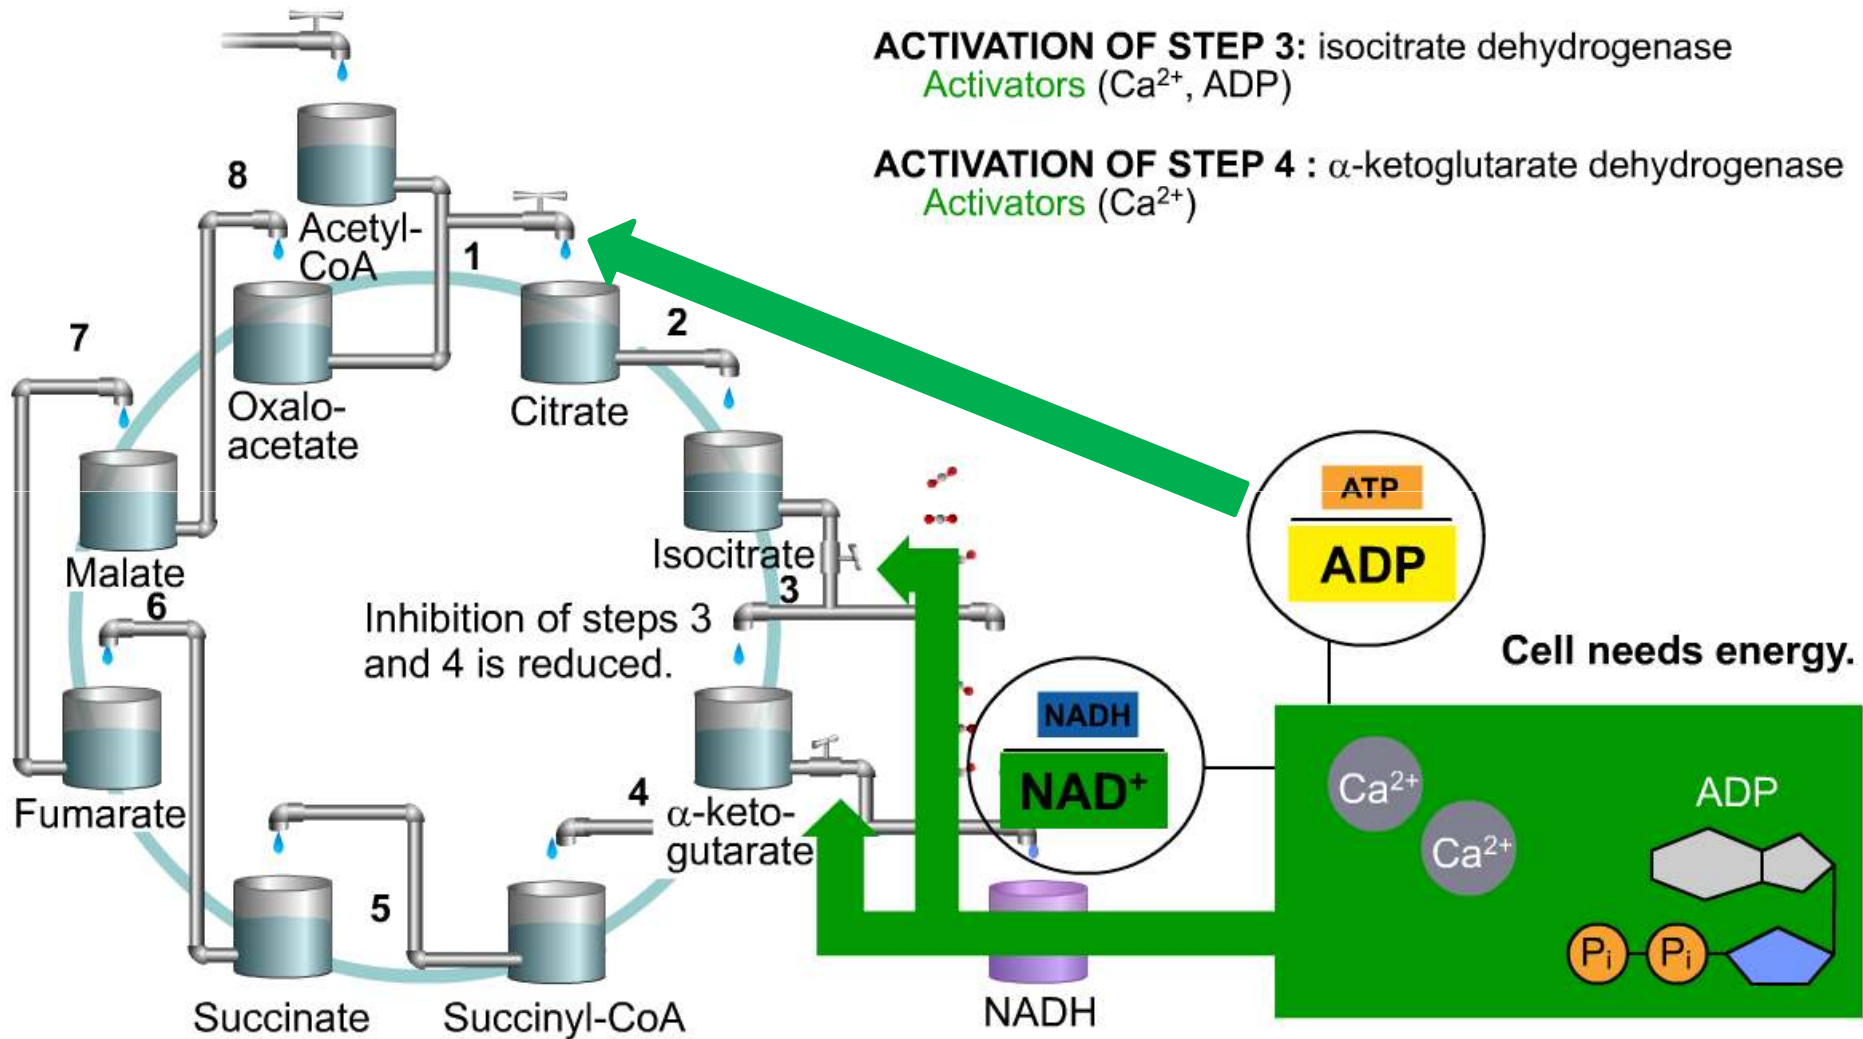 ACTIVATION OF STEP 3: isocitrate dehydrogenase
Activators (Ca²⁺, ADP)
ACTIVATION OF STEP 4 : α-ketoglutarate dehydrogenase
Activators (Ca²⁺)
8
Acetyl-
CoA
1
7
2
Oxalo-
acetate
Citrate
ATP
ADP
Isocitrate
Malate
3
6
Inhibition of steps 3
and 4 is reduced.
Cell needs energy.
NADH
NAD⁺
Ca²⁺
Ca²⁺
ADP
Fumarate
4
α-keto-
gutarate
5
Pi
Pi
Succinate
Succinyl-CoA
NADH